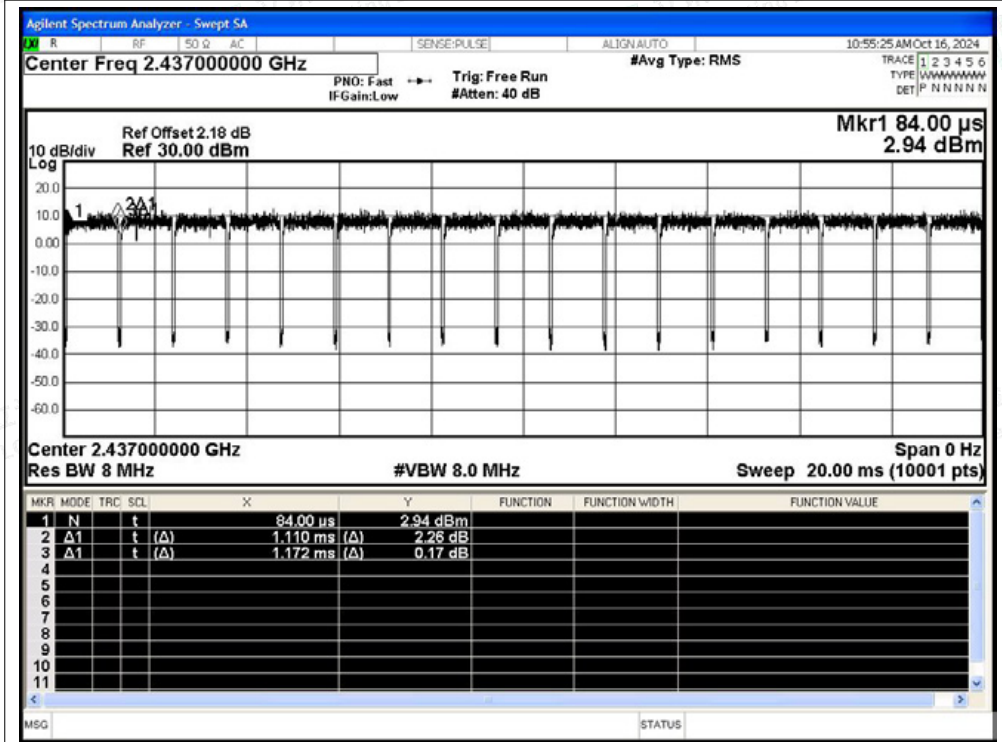 Agilent Spectrum Analyzer - Swept SA
LXI R RF 50 Ω AC SENSE:PULSE ALIGN AUTO 10:55:25 AM Oct 16, 2024
Center Freq 2.437000000 GHz #Avg Type: RMS TRACE 1 2 3 4 5 6
PNO: Fast Trig: Free Run TYPE WWWWWW
IFGain:Low #Atten: 40 dB DET P N N N N N
Mkr1 84.00 µs
Ref Offset 2.18 dB 2.94 dBm
10 dB/div Ref 30.00 dBm
Log
20.0
10.0 1 2Δ1
0.00
-10.0
-20.0
-30.0
-40.0
-50.0
-60.0
Center 2.437000000 GHz Span 0 Hz
Res BW 8 MHz #VBW 8.0 MHz Sweep 20.00 ms (10001 pts)
MKR MODE TRC SCL X Y FUNCTION FUNCTION WIDTH FUNCTION VALUE
1 N t 84.00 µs 2.94 dBm
2 Δ1 t (Δ) 1.110 ms (Δ) 2.26 dB
3 Δ1 t (Δ) 1.172 ms (Δ) 0.17 dB
4
5
6
7
8
9
10
11
MSG STATUS